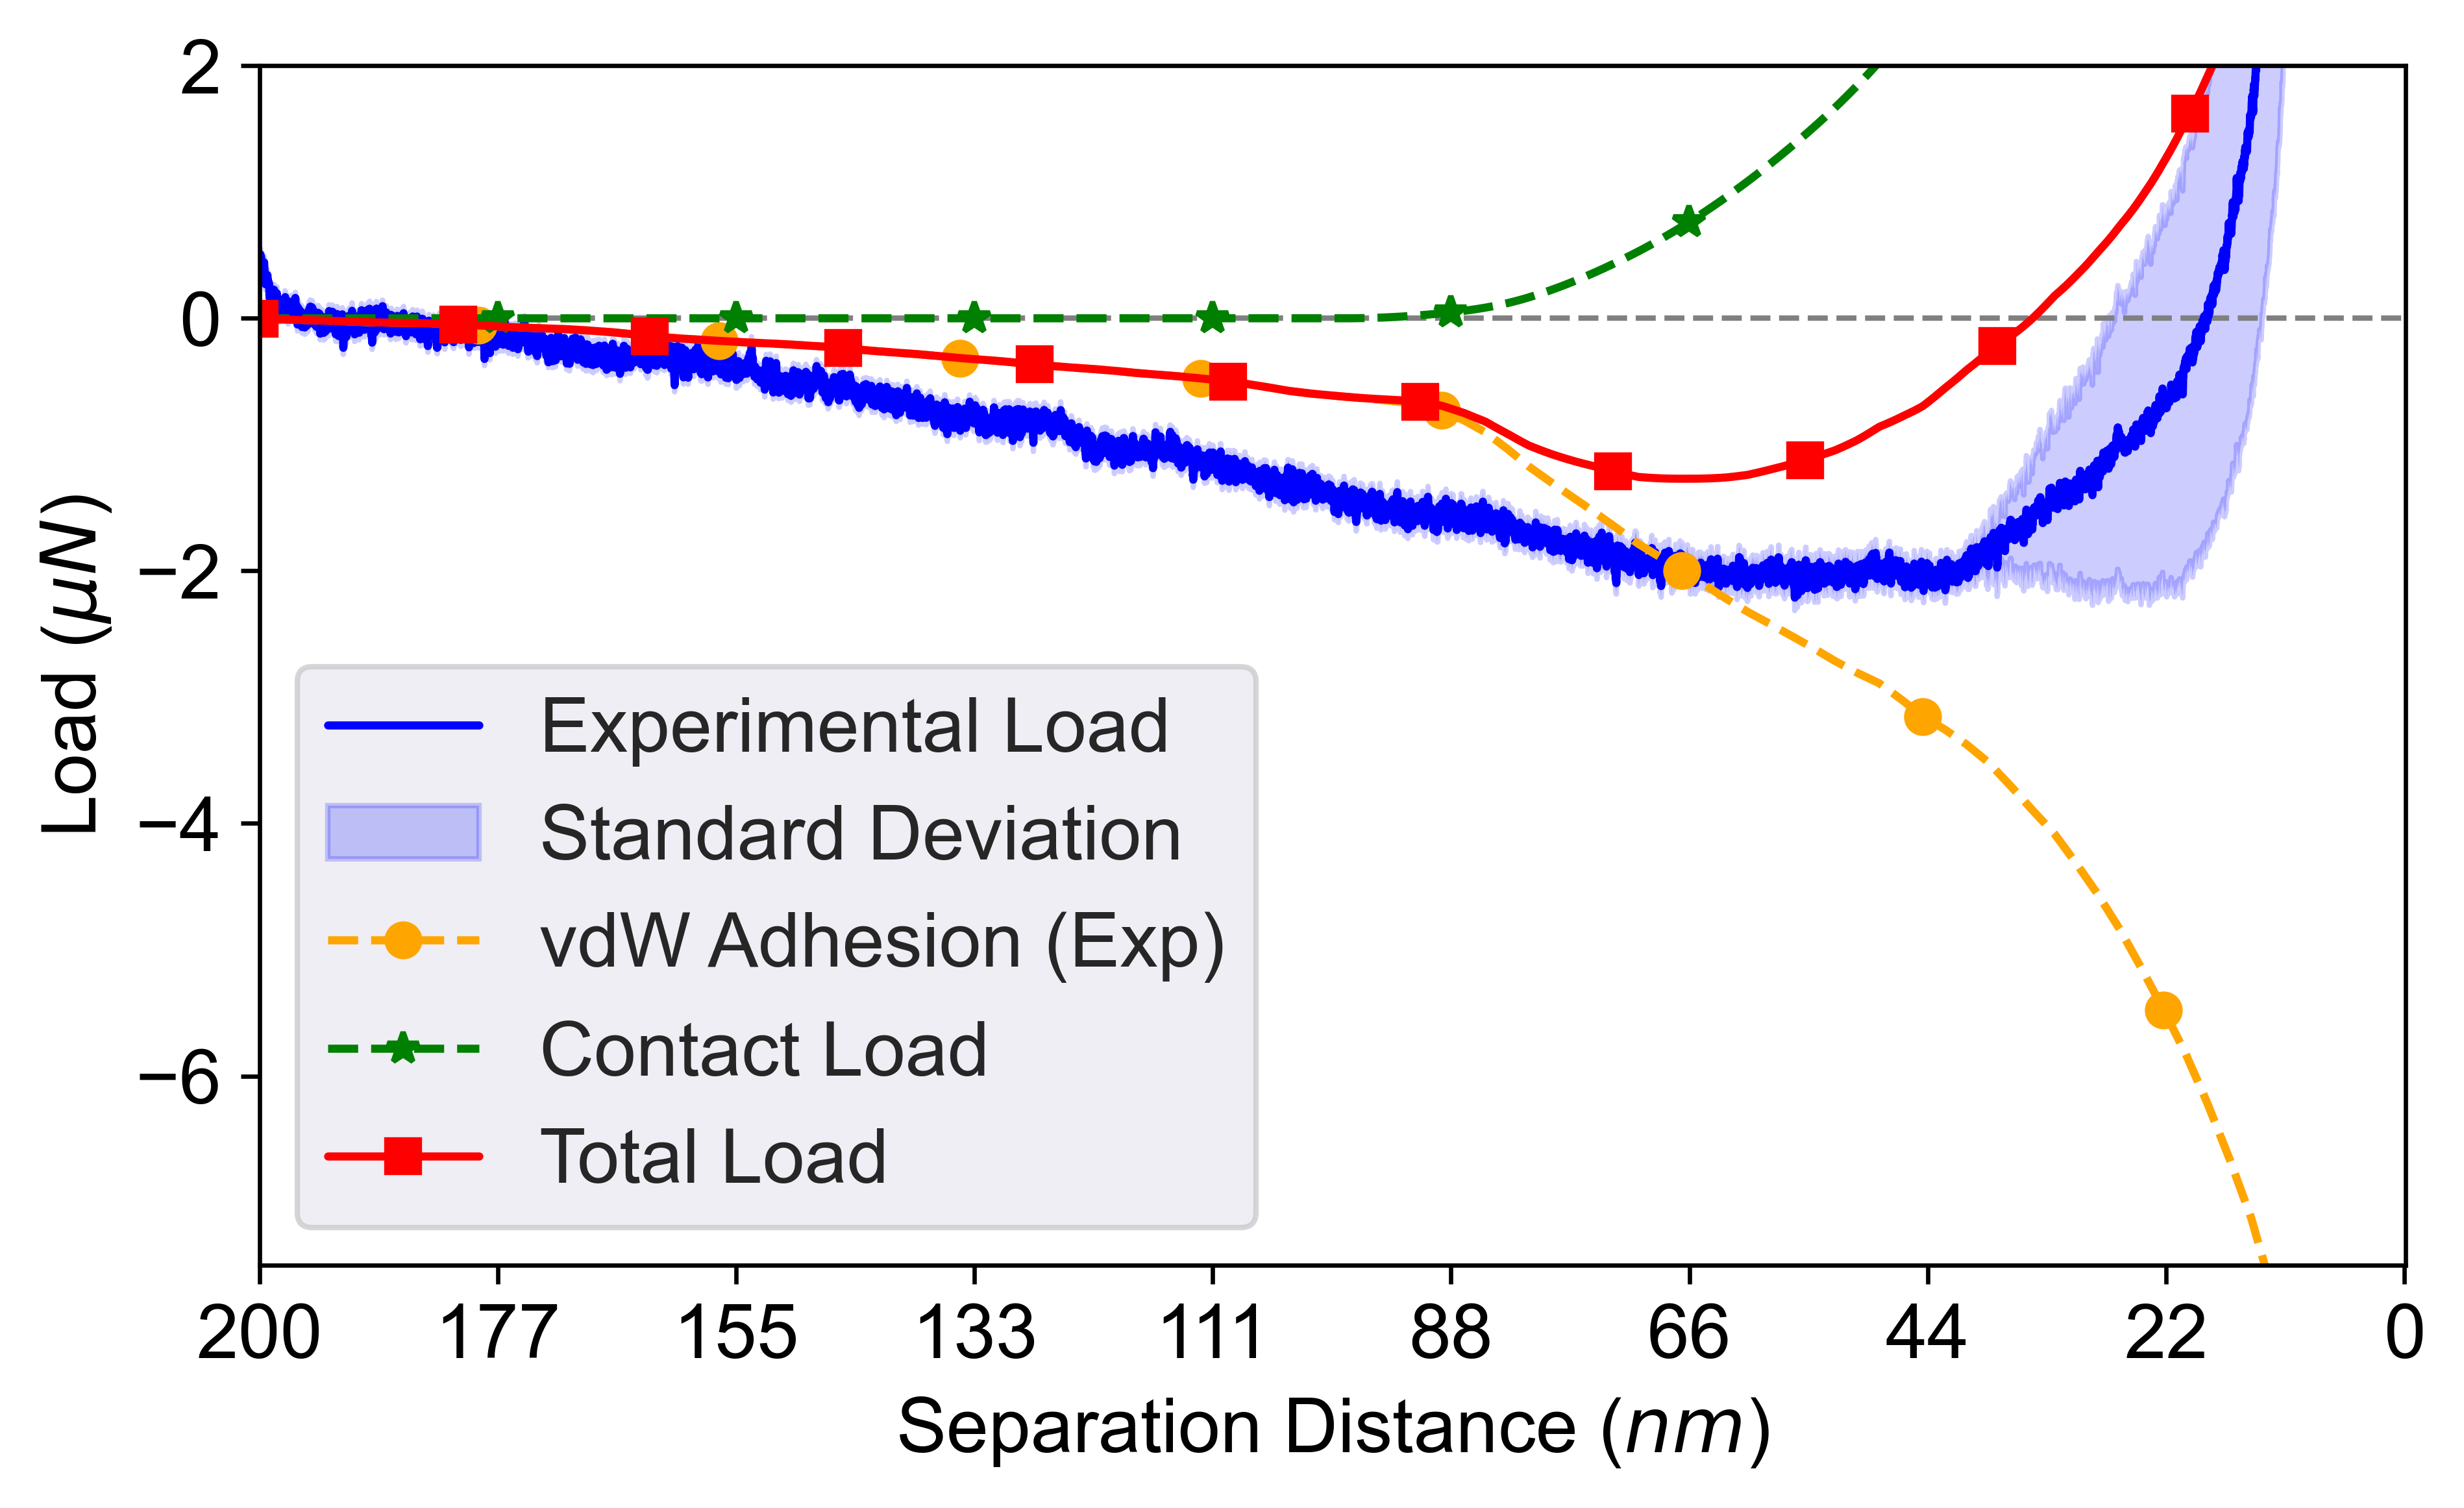 2
0
−2
−4
−6
Load (μN)
Experimental Load
Standard Deviation
vdW Adhesion (Exp)
Contact Load
Total Load
200 177 155 133 111 88 66 44 22 0
Separation Distance (nm)